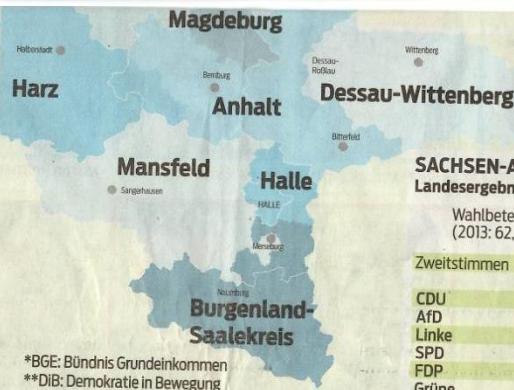 Magdeburg
Halberstadt
Wittenberg
Dessau-
Roßlau
Bernburg
Harz
Anhalt
Dessau-Wittenberg
Bitterfeld
Mansfeld
Sangerhausen
Halle
HALLE
Merseburg
Naumburg
Burgenland-
Saalekreis
SACHSEN-A
Landesergebn
Wahlbete
(2013: 62,
Zweitstimmen
CDU
AfD
Linke
SPD
FDP
Grüne
*BGE: Bündnis Grundeinkommen
**DiB: Demokratie in Bewegung